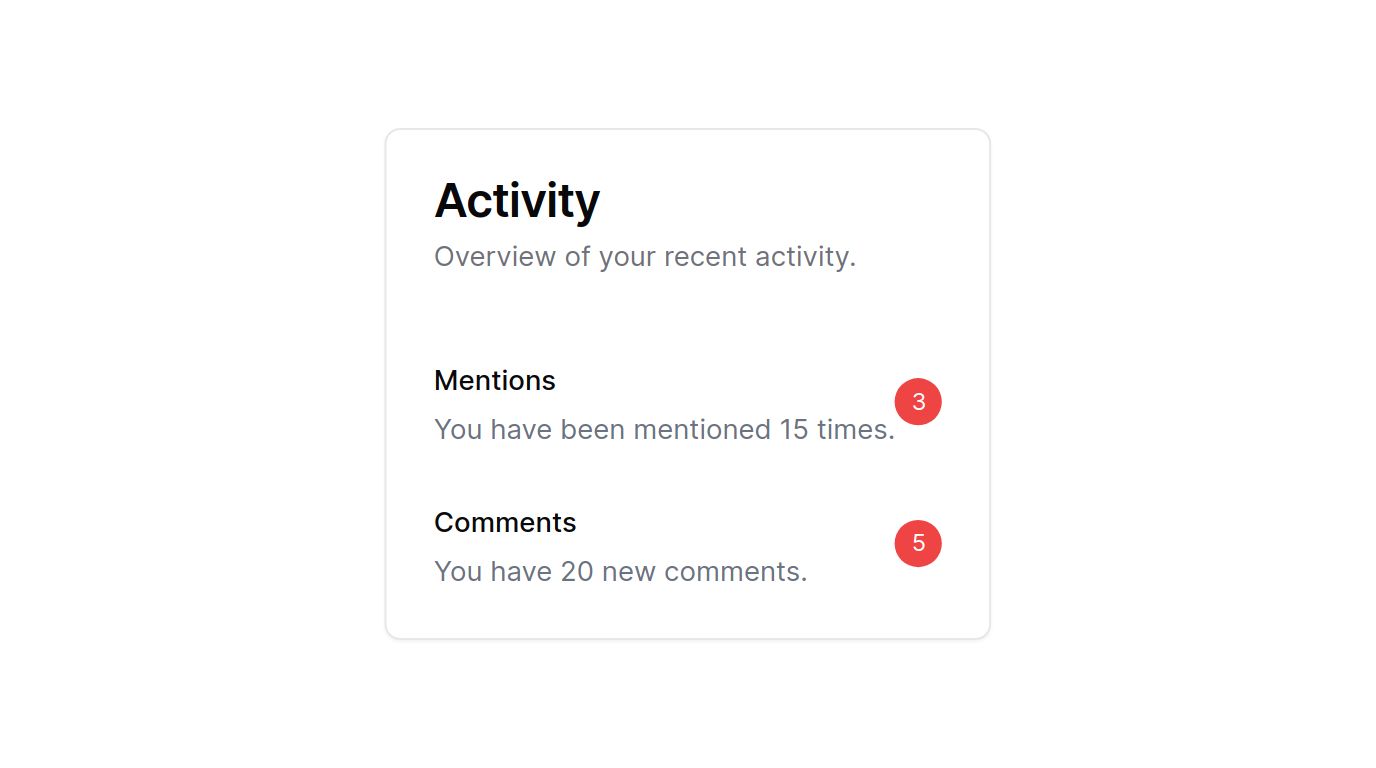 Activity
Overview of your recent activity.
Mentions
You have been mentioned 15 times.
3
Comments
You have 20 new comments.
5